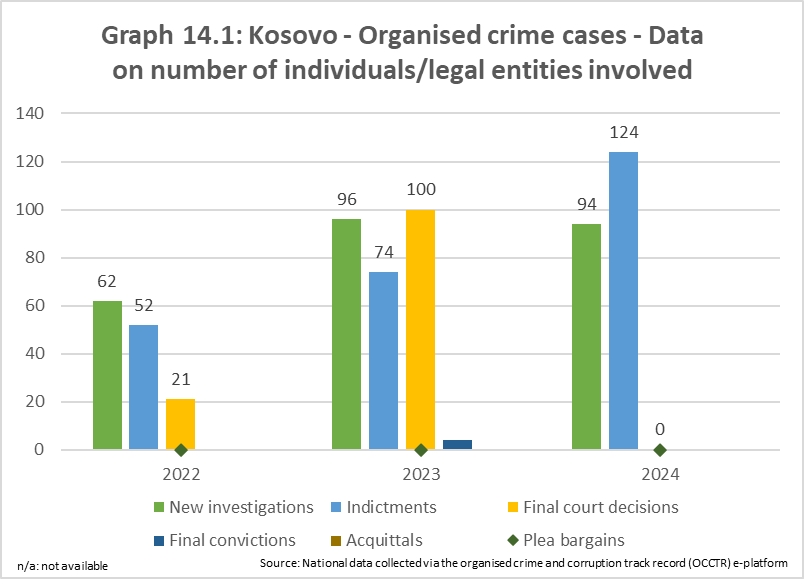 Graph 14.1: Kosovo - Organised crime cases - Data
on number of individuals/legal entities involved
140
120
100
80
60
40
20
0
62
52
21
96
74
100
94
124
0
2022
2023
2024
New investigations
Indictments
Final court decisions
Final convictions
Acquittals
Plea bargains
n/a: not available
Source: National data collected via the organised crime and corruption track record (OCCTR) e-platform